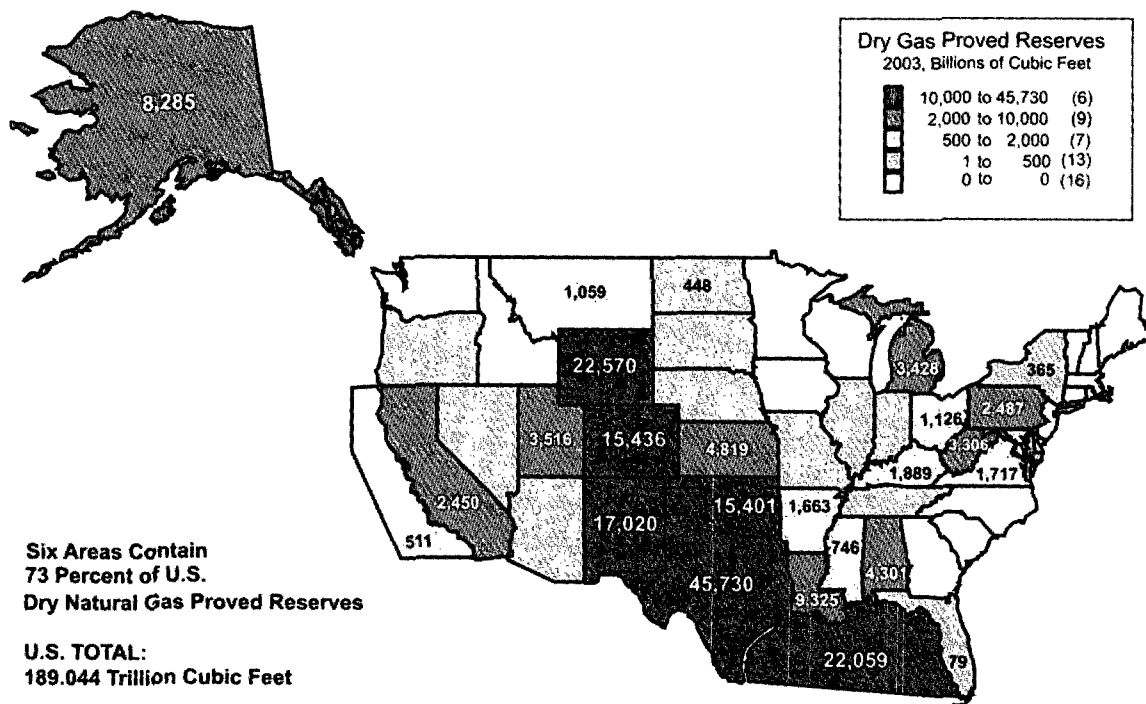 Dry Gas Proved Reserves
2003, Billions of Cubic Feet
10,000 to 45,730 (6)
2,000 to 10,000 (9)
500 to 2,000 (7)
1 to 500 (13)
0 to 0 (16)
8,285
1,059
448
22,570
3,428
365
3,516
15,436
4,819
1,126
2,487
3,306
1,889
1,717
2,450
17,020
15,401
1,663
511
746
4,301
45,730
9,325
22,059
79
Six Areas Contain
73 Percent of U.S.
Dry Natural Gas Proved Reserves
U.S. TOTAL:
189.044 Trillion Cubic Feet